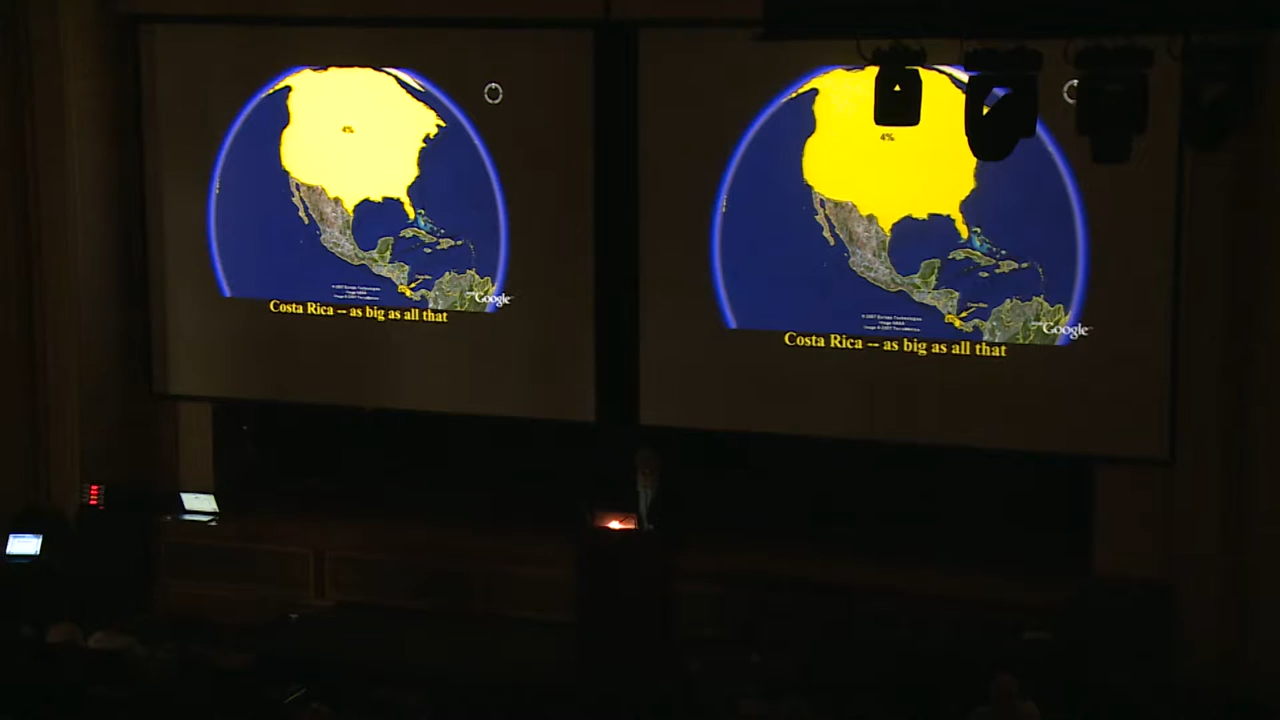 4%
Google
Costa Rica -- as big as all that
4%
Google
Costa Rica -- as big as all that